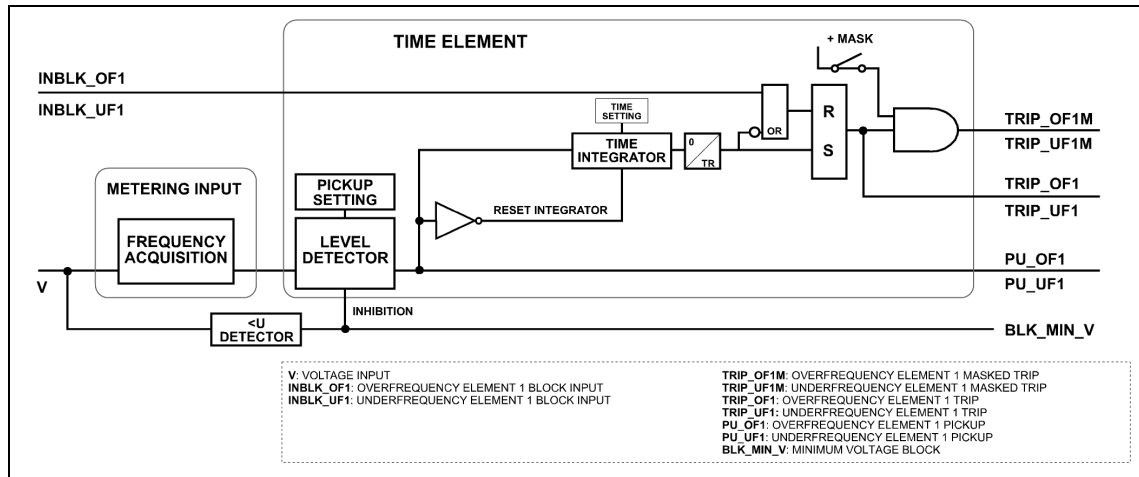 TIME ELEMENT
+ MASK
INBLK_OF1
INBLK_UF1
TIME
SETTING
OR
R
S
TIME
INTEGRATOR
0
TR
TRIP_OF1M
TRIP_UF1M
METERING INPUT
PICKUP
SETTING
RESET INTEGRATOR
TRIP_OF1
TRIP_UF1
FREQUENCY
ACQUISITION
LEVEL
DETECTOR
V
PU_OF1
PU_UF1
INHIBITION
<U
DETECTOR
BLK_MIN_V
V: VOLTAGE INPUT
INBLK_OF1: OVERFREQUENCY ELEMENT 1 BLOCK INPUT
INBLK_UF1: UNDERFREQUENCY ELEMENT 1 BLOCK INPUT
TRIP_OF1M: OVERFREQUENCY ELEMENT 1 MASKED TRIP
TRIP_UF1M: UNDERFREQUENCY ELEMENT 1 MASKED TRIP
TRIP_OF1: OVERFREQUENCY ELEMENT 1 TRIP
TRIP_UF1: UNDERFREQUENCY ELEMENT 1 TRIP
PU_OF1: OVERFREQUENCY ELEMENT 1 PICKUP
PU_UF1: UNDERFREQUENCY ELEMENT 1 PICKUP
BLK_MIN_V: MINIMUM VOLTAGE BLOCK